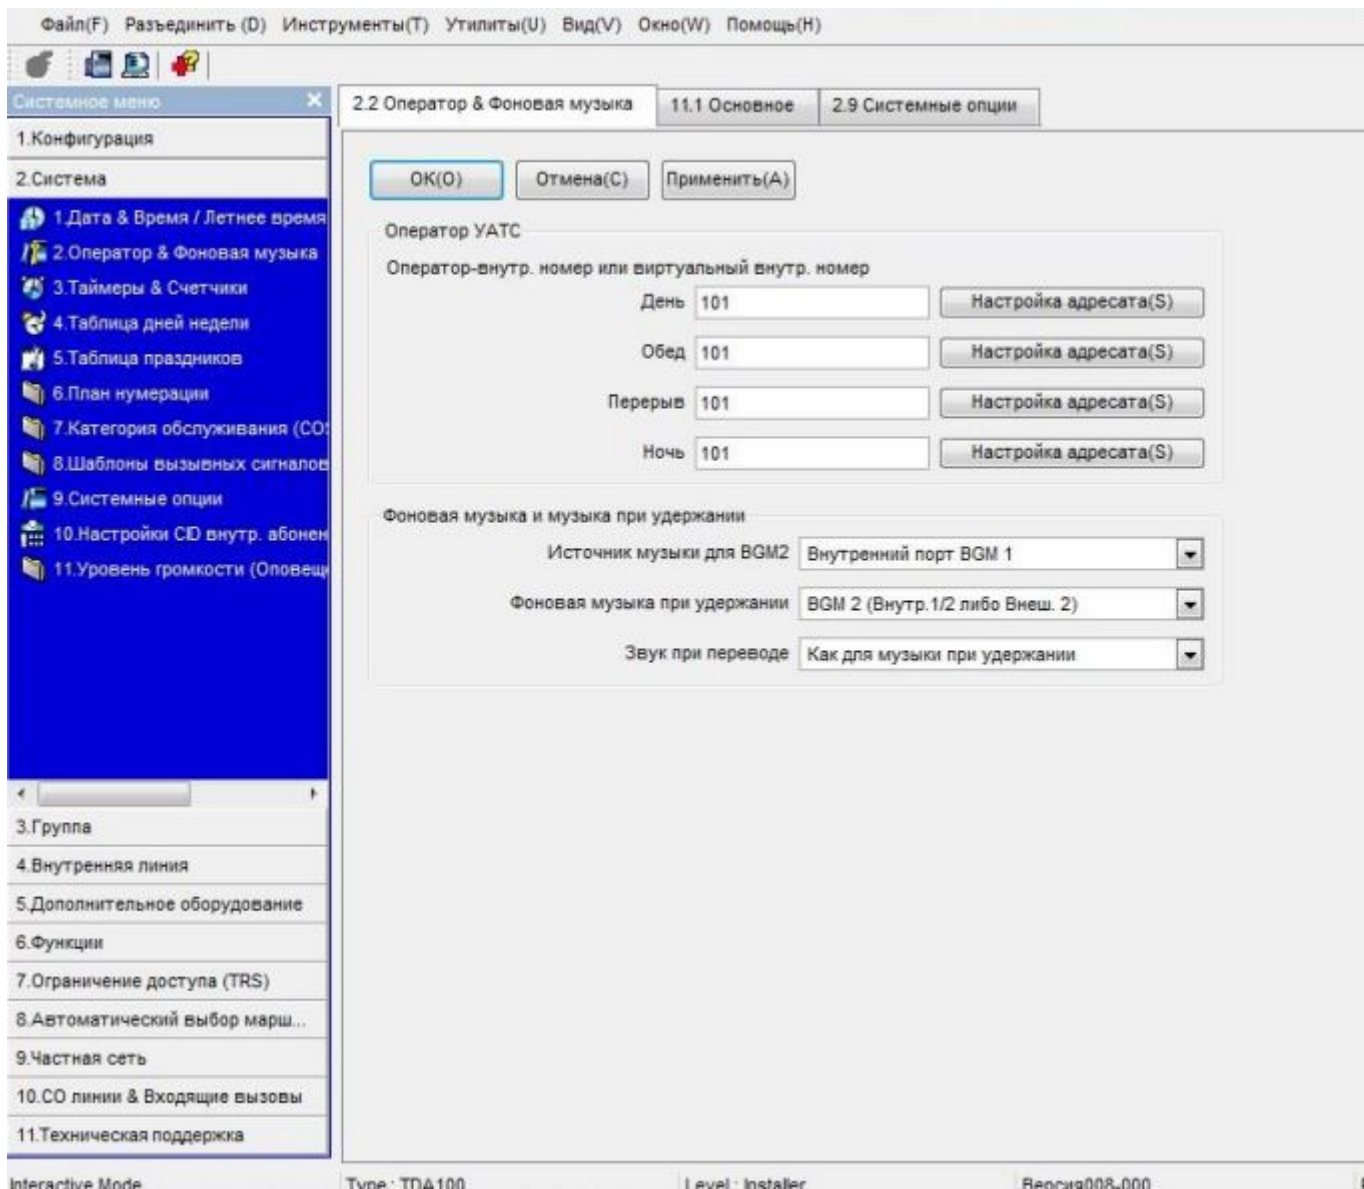 Файл(F) Разъединить (D) Инструменты(T) Утилиты(U) Вид(V) Окно(W) Помощь(H)
Системное меню
1.Конфигурация
2.Система
1.Дата & Время / Летнее время
2.Оператор & Фоновая музыка
3.Таймеры & Счетчики
4.Таблица дней недели
5.Таблица праздников
6.План нумерации
7.Категория обслуживания (COS
8.Шаблоны вызывных сигналов
9.Системные опции
10.Настройки CID внутр. абонен
11.Уровень громкости (Оповещ
3.Группа
4.Внутренняя линия
5.Дополнительное оборудование
6.Функции
7.Ограничение доступа (TRS)
8.Автоматический выбор марш...
9.Частная сеть
10.CO линии & Входящие вызовы
11.Техническая поддержка
2.2 Оператор & Фоновая музыка 11.1 Основное 2.9 Системные опции
OK(O) Отмена(C) Применить(A)
Оператор УАТС
Оператор-внутр. номер или виртуальный внутр. номер
День 101 Настройка адресата(S)
Обед 101 Настройка адресата(S)
Перерыв 101 Настройка адресата(S)
Ночь 101 Настройка адресата(S)
Фоновая музыка и музыка при удержании
Источник музыки для BGM2 Внутренний порт BGM 1
Фоновая музыка при удержании BGM 2 (Внутр.1/2 либо Внеш. 2)
Звук при переводе Как для музыки при удержании
Interactive Mode Type : TDA100 Level : Installer Версия008-000